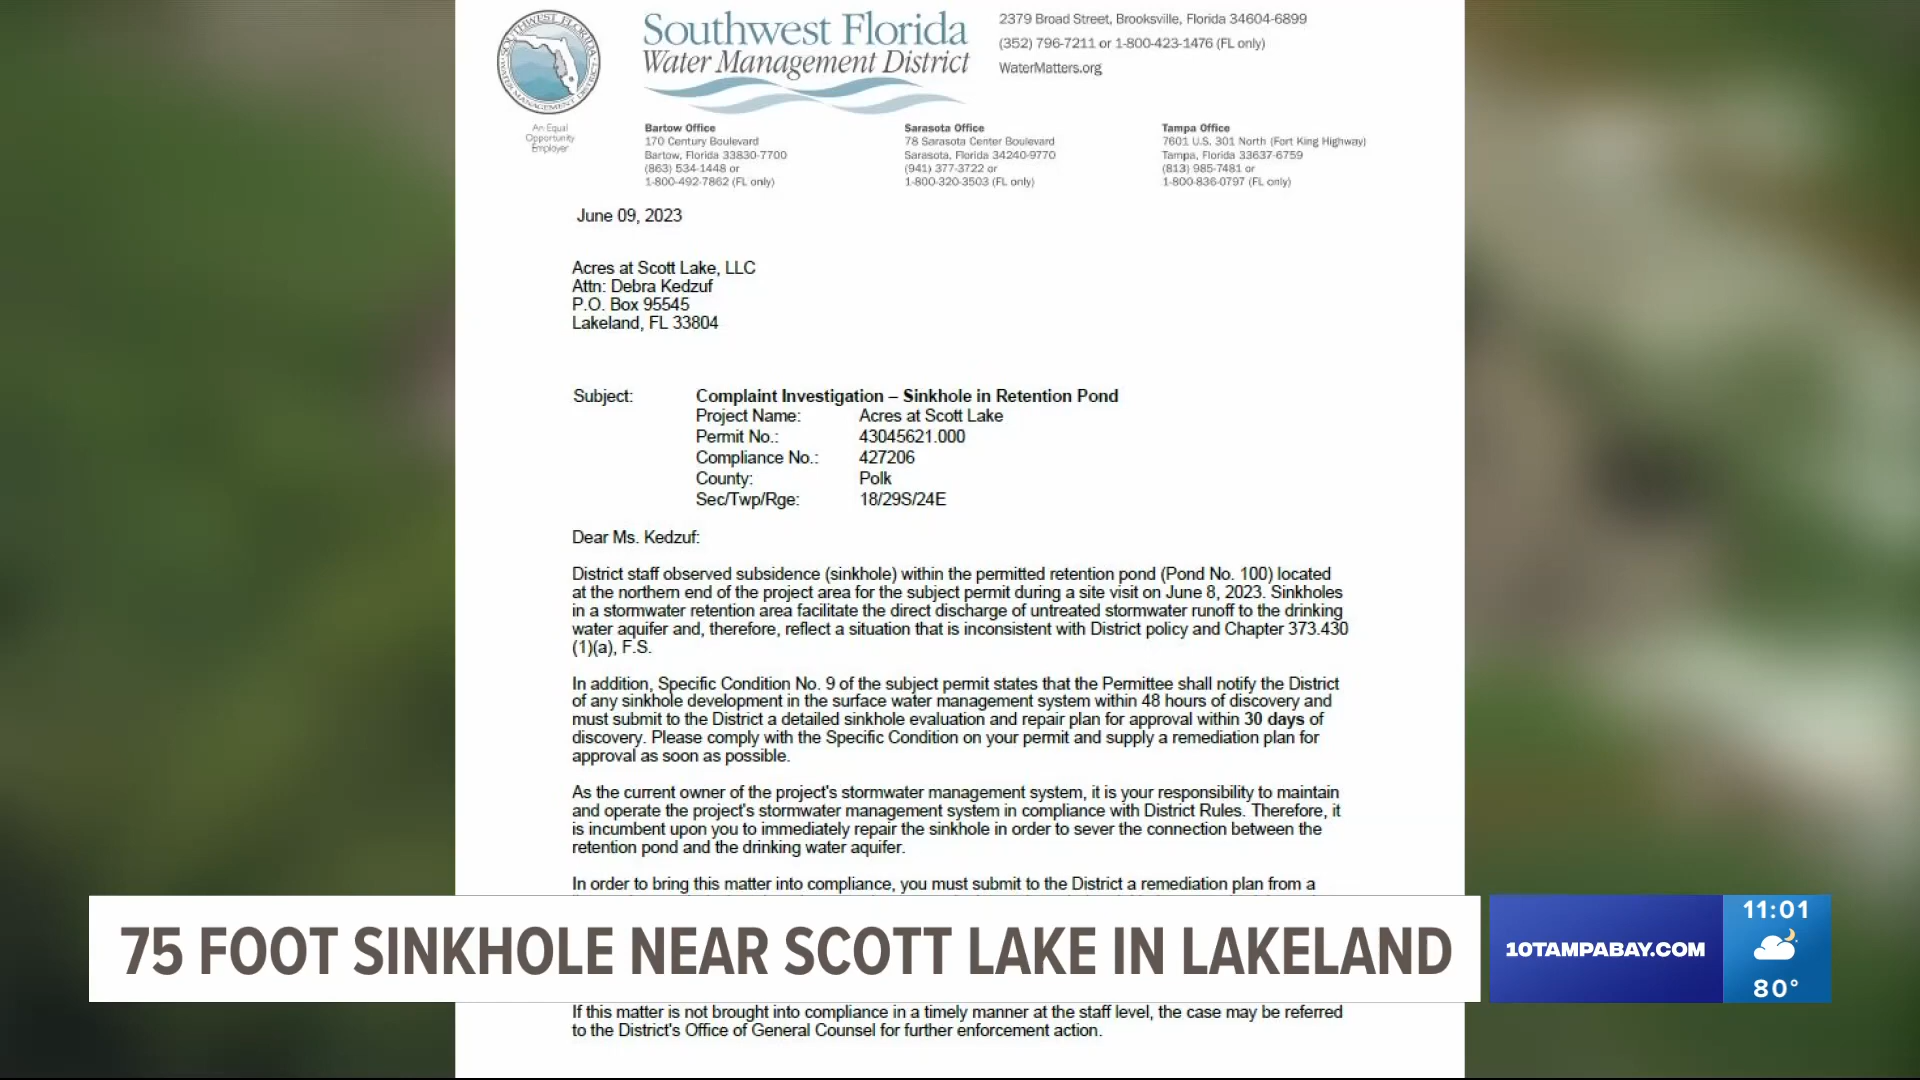 SOUTHWEST FLORIDA
WATER MANAGEMENT DISTRICT
An Equal
Opportunity
Employer
Southwest Florida
Water Management District
2379 Broad Street, Brooksville, Florida 34604-6899
(352) 796-7211 or 1-800-423-1476 (FL only)
WaterMatters.org
Bartow Office
170 Century Boulevard
Bartow, Florida 33830-7700
(863) 534-1448 or
1-800-492-7862 (FL only)
Sarasota Office
78 Sarasota Center Boulevard
Sarasota, Florida 34240-9770
(941) 377-3722 or
1-800-320-3503 (FL only)
Tampa Office
7601 U.S. 301 North (Fort King Highway)
Tampa, Florida 33637-6759
(813) 985-7481 or
1-800-836-0797 (FL only)
June 09, 2023
Acres at Scott Lake, LLC
Attn: Debra Kedzuf
P.O. Box 95545
Lakeland, FL 33804
Subject: Complaint Investigation – Sinkhole in Retention Pond
Project Name: Acres at Scott Lake
Permit No.: 43045621.000
Compliance No.: 427206
County: Polk
Sec/Twp/Rge: 18/29S/24E
Dear Ms. Kedzuf:
District staff observed subsidence (sinkhole) within the permitted retention pond (Pond No. 100) located
at the northern end of the project area for the subject permit during a site visit on June 8, 2023. Sinkholes
in a stormwater retention area facilitate the direct discharge of untreated stormwater runoff to the drinking
water aquifer and, therefore, reflect a situation that is inconsistent with District policy and Chapter 373.430
(1)(a), F.S.
In addition, Specific Condition No. 9 of the subject permit states that the Permittee shall notify the District
of any sinkhole development in the surface water management system within 48 hours of discovery and
must submit to the District a detailed sinkhole evaluation and repair plan for approval within 30 days of
discovery. Please comply with the Specific Condition on your permit and supply a remediation plan for
approval as soon as possible.
As the current owner of the project's stormwater management system, it is your responsibility to maintain
and operate the project's stormwater management system in compliance with District Rules. Therefore, it
is incumbent upon you to immediately repair the sinkhole in order to sever the connection between the
retention pond and the drinking water aquifer.
In order to bring this matter into compliance, you must submit to the District a remediation plan from a
75 FOOT SINKHOLE NEAR SCOTT LAKE IN LAKELAND
10TAMPABAY.COM
11:01
80°
If this matter is not brought into compliance in a timely manner at the staff level, the case may be referred
to the District's Office of General Counsel for further enforcement action.